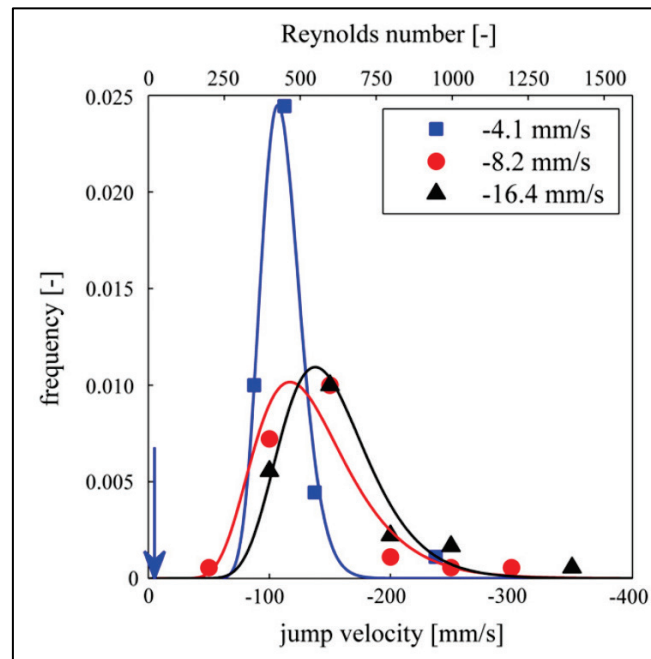 Reynolds number [-]
0 250 500 750 1000 1250 1500
0.025
-4.1 mm/s
-8.2 mm/s
-16.4 mm/s
0.020
0.015
frequency [-]
0.010
0.005
0
0 -100 -200 -300 -400
jump velocity [mm/s]